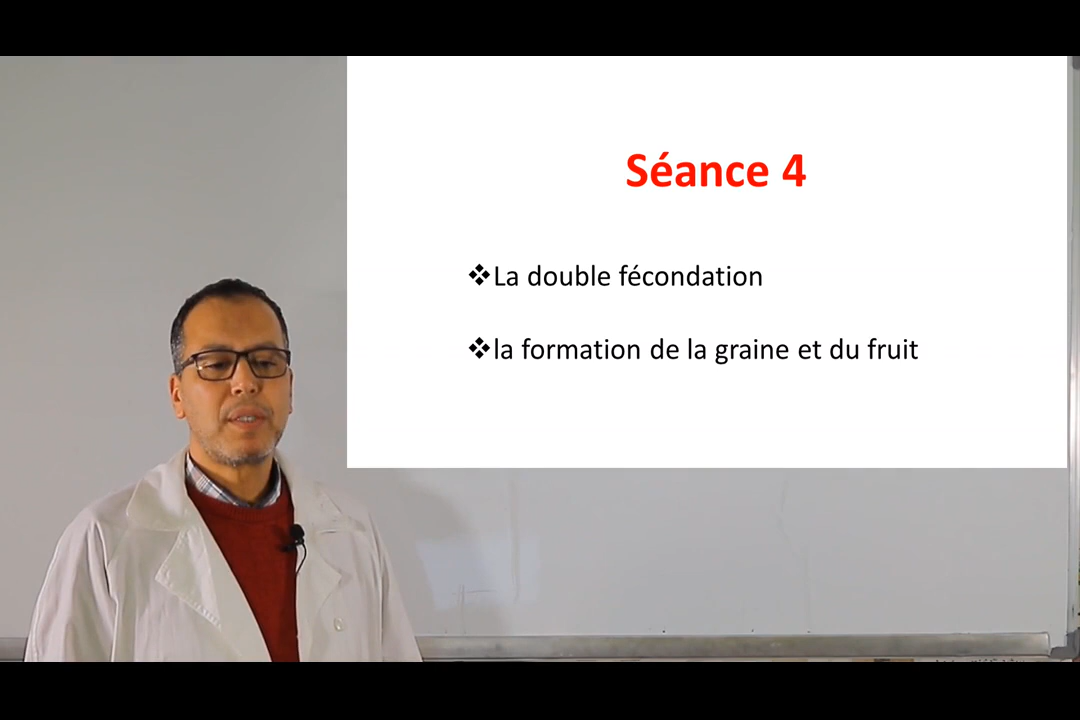 Séance 4
❖La double fécondation
❖la formation de la graine et du fruit